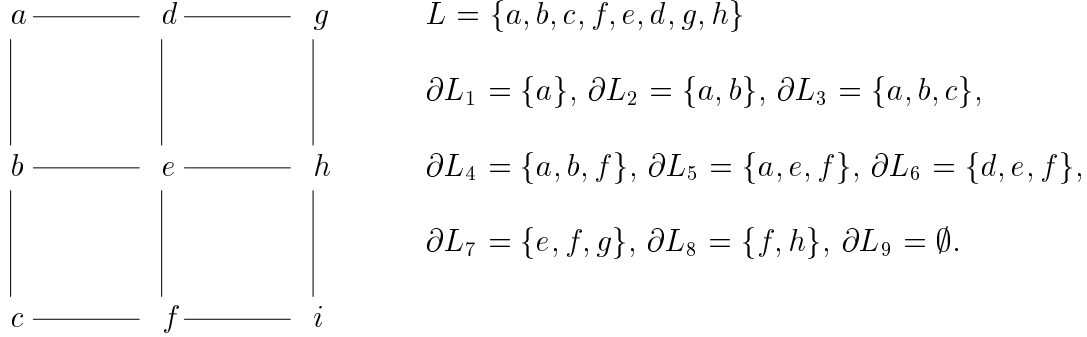 a d g L = {a, b, c, f, e, d, g, h}
∂L₁ = {a}, ∂L₂ = {a, b}, ∂L₃ = {a, b, c},
b e h ∂L₄ = {a, b, f}, ∂L₅ = {a, e, f}, ∂L₆ = {d, e, f},
∂L₇ = {e, f, g}, ∂L₈ = {f, h}, ∂L₉ = ∅.
c f i